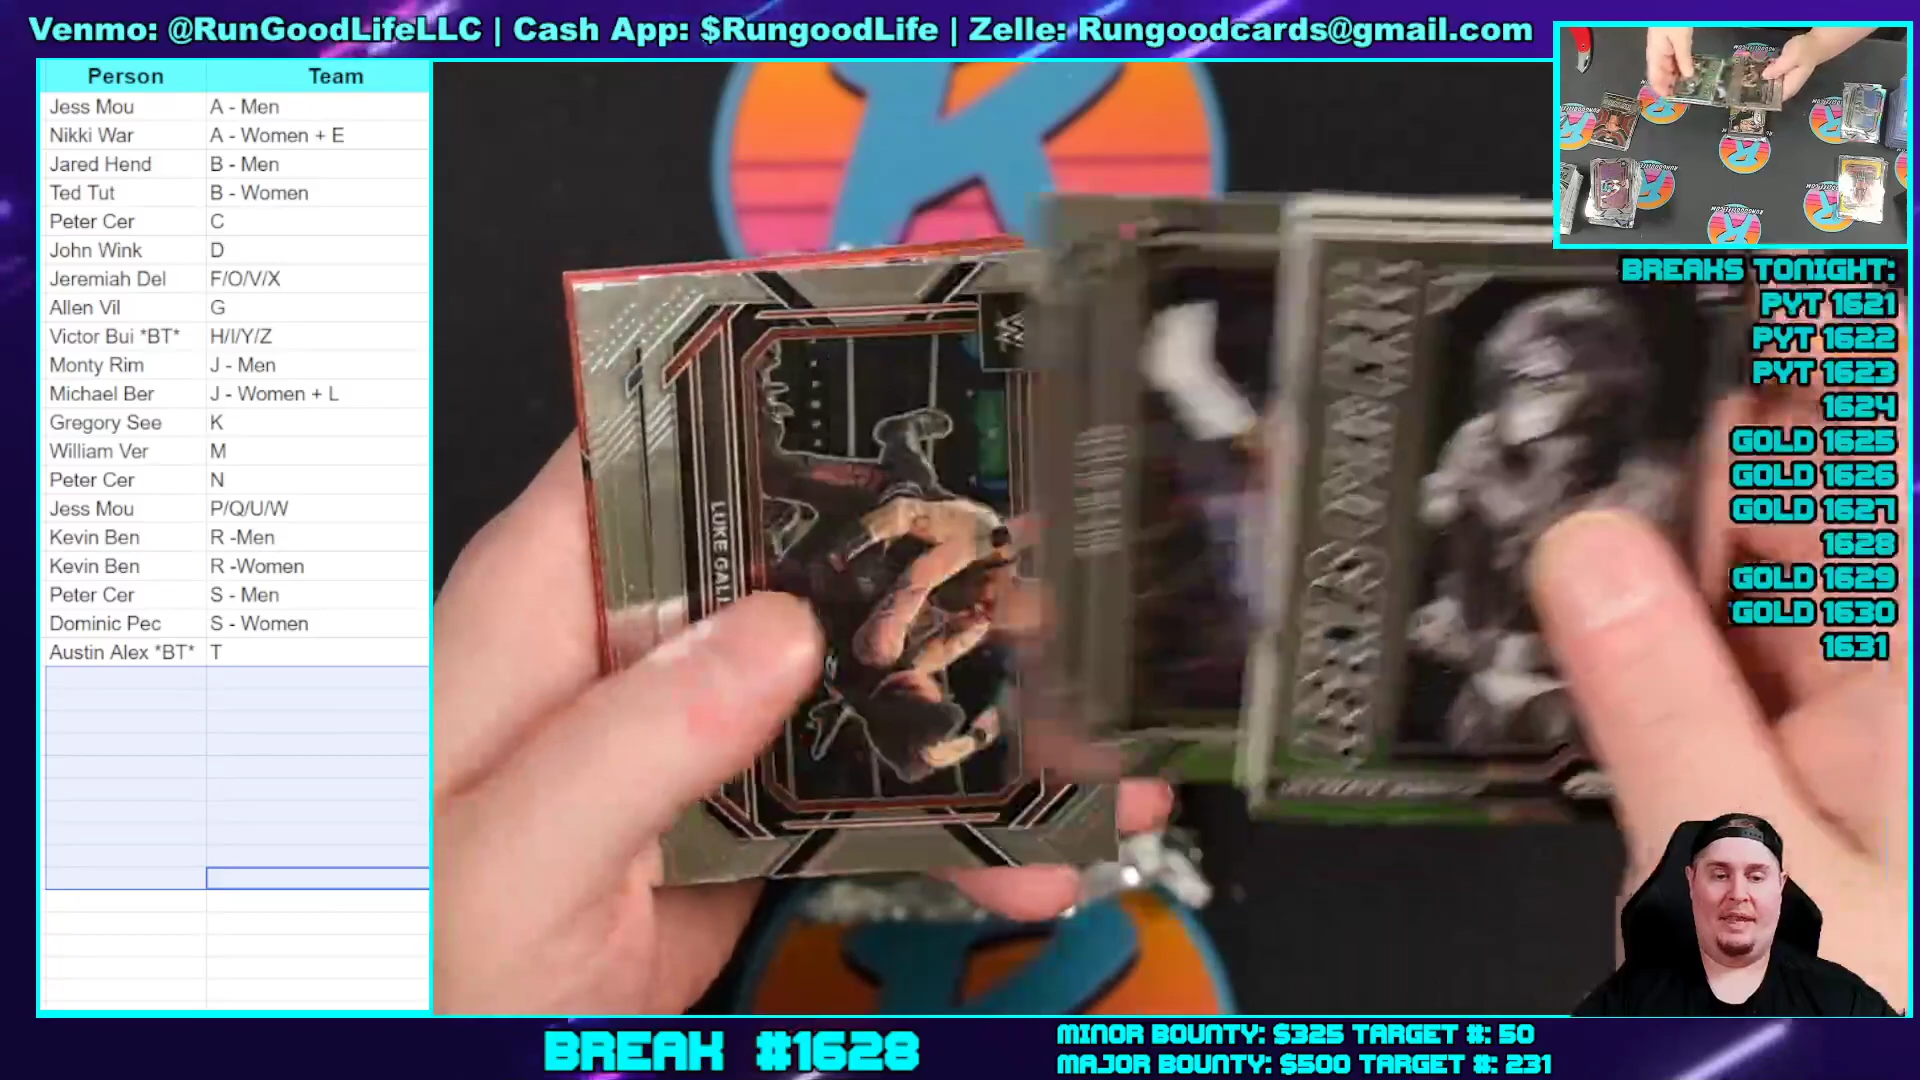 Venmo: @RunGoodLifeLLC | Cash App: $RungoodLife | Zelle: Rungoodcards@gmail.com
Person Team
Jess Mou A - Men
Nikki War A - Women + E
Jared Hend B - Men
Ted Tut B - Women
Peter Cer C
John Wink D
Jeremiah Del F/O/V/X
Allen Vil G
Victor Bui *BT* H/I/Y/Z
Monty Rim J - Men
Michael Ber J - Women + L
Gregory See K
William Ver M
Peter Cer N
Jess Mou P/Q/U/W
Kevin Ben R -Men
Kevin Ben R -Women
Peter Cer S - Men
Dominic Pec S - Women
Austin Alex *BT* T
LUKE GAL
BREAKS TONIGHT:
PYT 1621
PYT 1622
PYT 1623
1624
GOLD 1625
GOLD 1626
GOLD 1627
1628
GOLD 1629
GOLD 1630
1631
BREAK #1628
MINOR BOUNTY: $325 TARGET #: 50
MAJOR BOUNTY: $500 TARGET #: 231